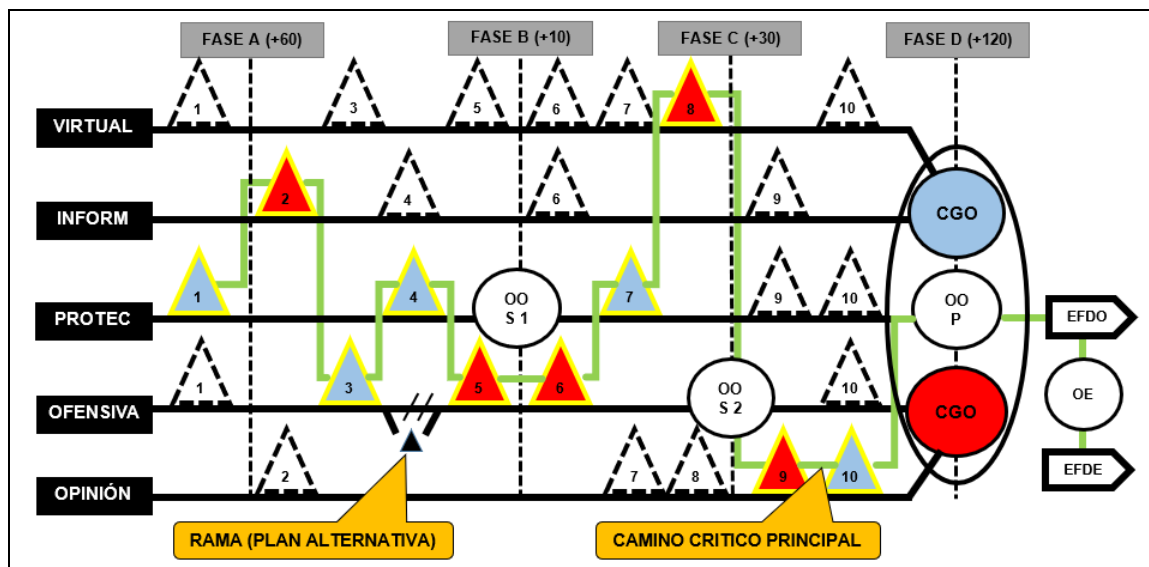 FASE A (+60)
FASE B (+10)
FASE C (+30)
FASE D (+120)
1
3
5
6
7
8
10
VIRTUAL
2
4
6
9
INFORM
CGO
1
4
OO
S 1
7
9
10
PROTEC
OO
P
EFDO
1
3
5
6
OO
S 2
10
OFENSIVA
CGO
OE
2
7
8
9
10
OPINIÓN
EFDE
RAMA (PLAN ALTERNATIVA)
CAMINO CRITICO PRINCIPAL